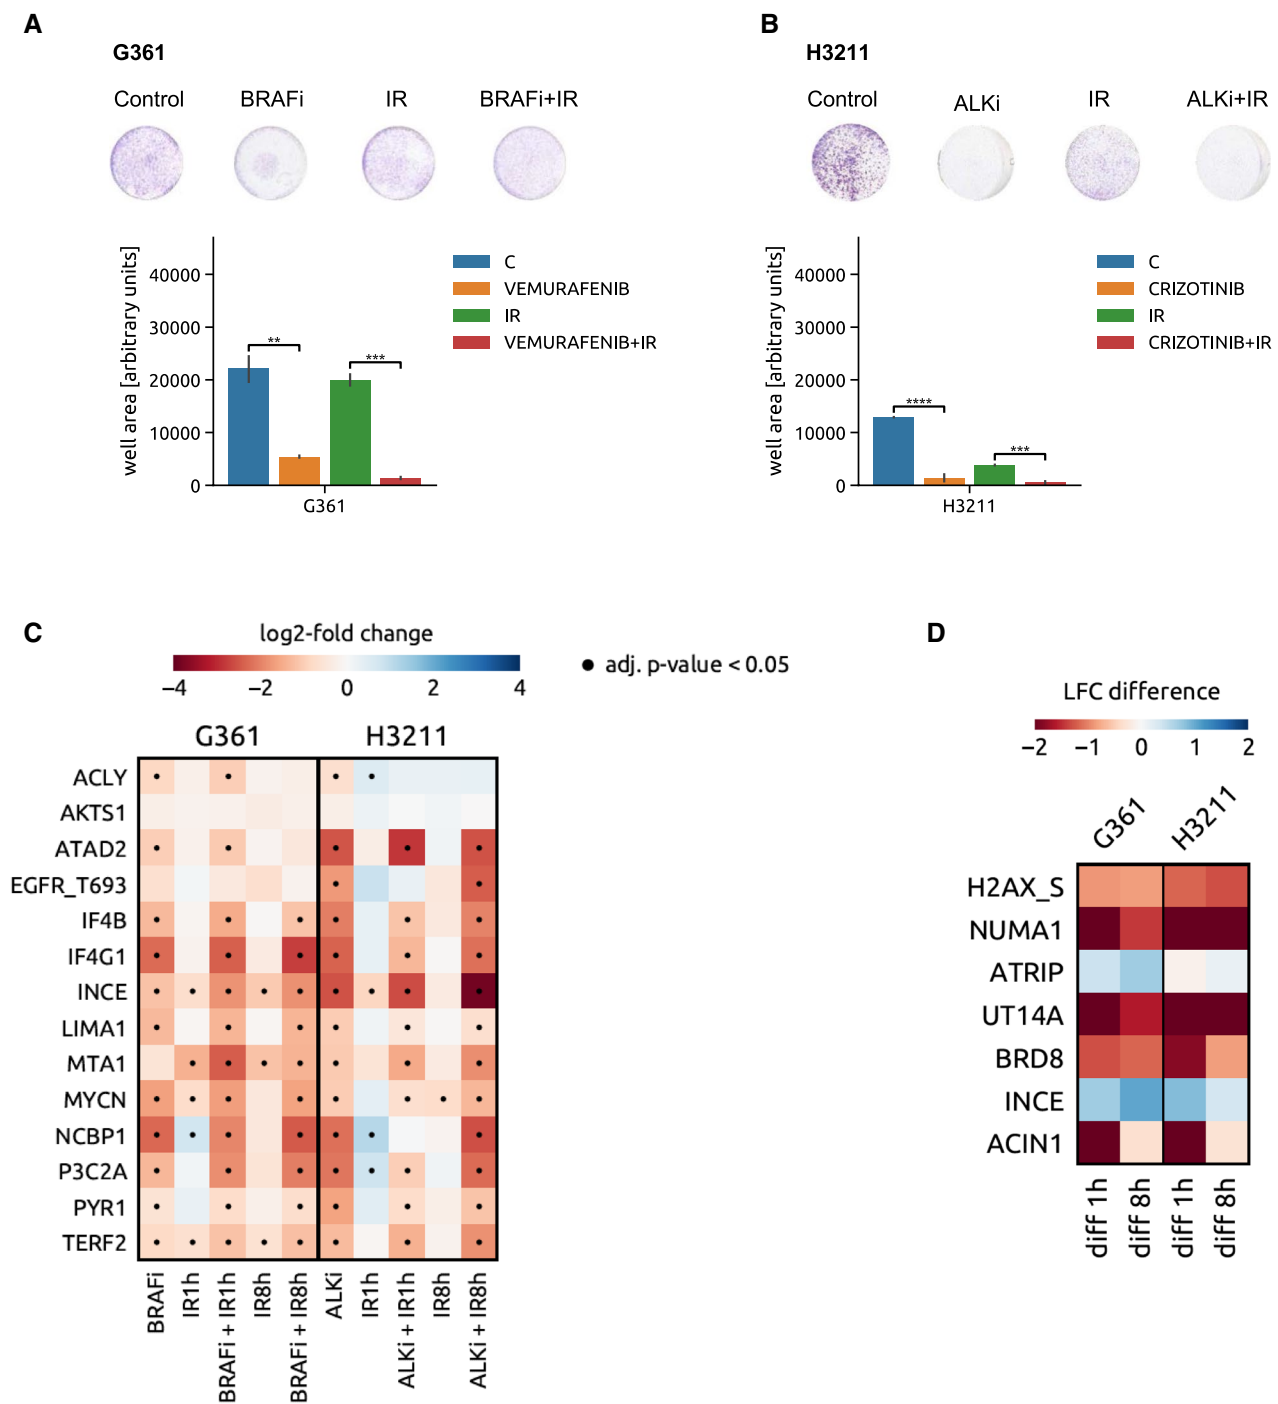 A
G361
Control BRAFi IR BRAFi+IR
well area [arbitrary units]
40000
30000
20000
10000
0
** ***
G361
C
VEMURAFENIB
IR
VEMURAFENIB+IR
B
H3211
Control ALKi IR ALKi+IR
well area [arbitrary units]
40000
30000
20000
10000
0
**** ***
H3211
C
CRIZOTINIB
IR
CRIZOTINIB+IR
C
log2-fold change
−4 −2 0 2 4
adj. p-value < 0.05
G361 H3211
ACLY
AKTS1
ATAD2
EGFR_T693
IF4B
IF4G1
INCE
LIMA1
MTA1
MYCN
NCBP1
P3C2A
PYR1
TERF2
BRAFi
IR1h
BRAFi + IR1h
IR8h
BRAFi + IR8h
ALKi
IR1h
ALKi + IR1h
IR8h
ALKi + IR8h
D
LFC difference
−2 −1 0 1 2
G361 H3211
H2AX_S
NUMA1
ATRIP
UT14A
BRD8
INCE
ACIN1
diff 1h
diff 8h
diff 1h
diff 8h